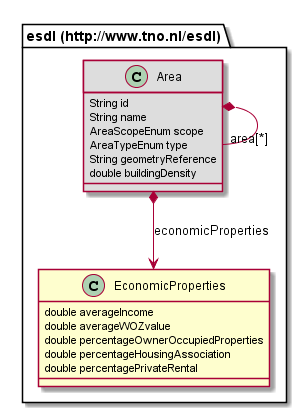 esdl (http://www.tno.nl/esdl)
C Area
String id
String name
AreaScopeEnum scope
AreaTypeEnum type
String geometryReference
double buildingDensity
area[*]
economicProperties
C EconomicProperties
double averageIncome
double averageWOZvalue
double percentageOwnerOccupiedProperties
double percentageHousingAssociation
double percentagePrivateRental